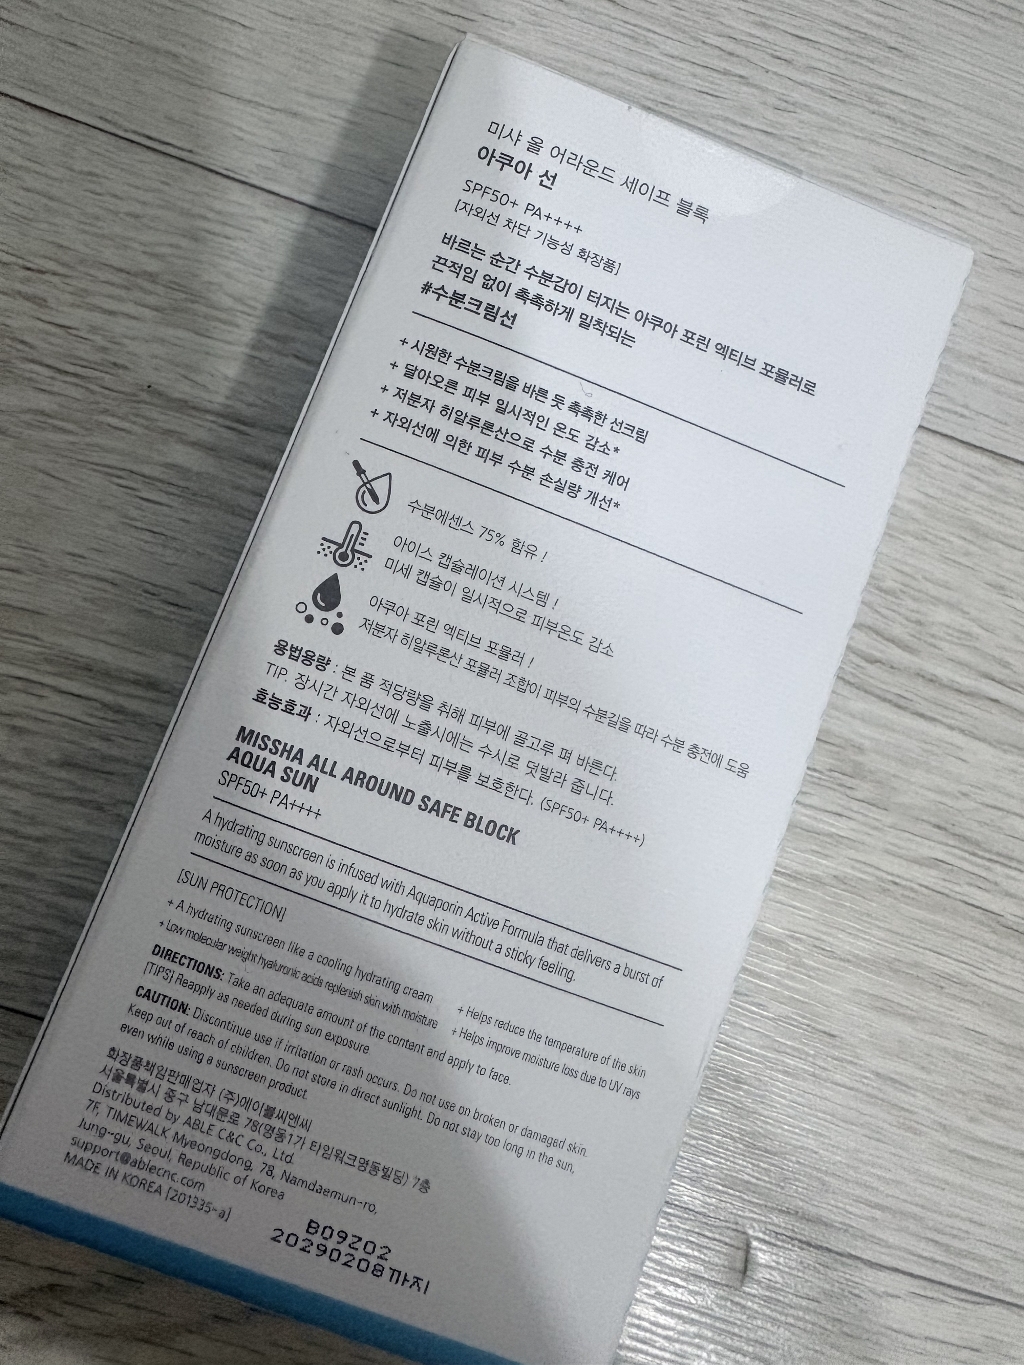 미샤 올 어라운드 세이프 블록
아쿠아 선
SPF50+ PA++++
[자외선 차단 기능성 화장품]
바르는 순간 수분감이 터지는 아쿠아 포린 엑티브 포뮬러로
끈적임 없이 촉촉하게 밀착되는
#수분크림선
+ 시원한 수분크림을 바른 듯 촉촉한 선크림
+ 달아오른 피부 일시적인 온도 감소*
+ 저분자 히알루론산으로 수분 충전 케어
+ 자외선에 의한 피부 수분 손실량 개선*
수분에센스 75% 함유 !
아이스 캡슐레이션 시스템 !
미세 캡슐이 일시적으로 피부온도 감소
아쿠아 포린 엑티브 포뮬러 !
저분자 히알루론산 포뮬러 조합이 피부의 수분길을 따라 수분 충전에 도움
용법용량 : 본 품 적당량을 취해 피부에 골고루 펴 바른다.
TIP. 장시간 자외선에 노출시에는 수시로 덧발라 줍니다.
효능효과 : 자외선으로부터 피부를 보호한다. (SPF50+ PA++++)
MISSHA ALL AROUND SAFE BLOCK
AQUA SUN
SPF50+ PA++++
A hydrating sunscreen is infused with Aquaporin Active Formula that delivers a burst of
moisture as soon as you apply it to hydrate skin without a sticky feeling.
[SUN PROTECTION]
+ A hydrating sunscreen like a cooling hydrating cream
+ Helps reduce the temperature of the skin
+ Low molecular weight hyaluronic acids replenish skin with moisture
+ Helps improve moisture loss due to UV rays
DIRECTIONS: Take an adequate amount of the content and apply to face.
[TIPS] Reapply as needed during sun exposure.
CAUTION: Discontinue use if irritation or rash occurs. Do not use on broken or damaged skin.
Keep out of reach of children. Do not store in direct sunlight. Do not stay too long in the sun,
even while using a sunscreen product.
화장품책임판매업자 (주)에이블씨엔씨
서울특별시 중구 남대문로 78(명동1가 타임워크명동빌딩) 7층
Distributed by ABLE C&C Co., Ltd.
7F, TIMEWALK Myeongdong, 78, Namdaemun-ro,
Jung-gu, Seoul, Republic of Korea
support@ablecnc.com
MADE IN KOREA [201335-a]
B09Z02
20290208까지